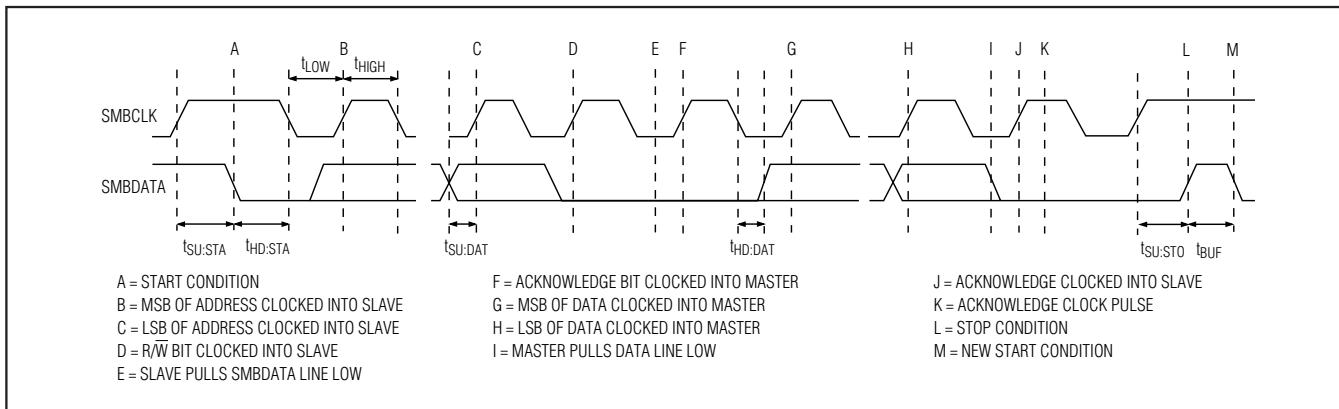 A B C D E F G H I J K L M
tLOW tHIGH
SMBCLK
SMBDATA
tSU:STA tHD:STA tSU:DAT tHD:DAT tSU:STO tBUF
A = START CONDITION
B = MSB OF ADDRESS CLOCKED INTO SLAVE
C = LSB OF ADDRESS CLOCKED INTO SLAVE
D = R/W̅ BIT CLOCKED INTO SLAVE
E = SLAVE PULLS SMBDATA LINE LOW
F = ACKNOWLEDGE BIT CLOCKED INTO MASTER
G = MSB OF DATA CLOCKED INTO MASTER
H = LSB OF DATA CLOCKED INTO MASTER
I = MASTER PULLS DATA LINE LOW
J = ACKNOWLEDGE CLOCKED INTO SLAVE
K = ACKNOWLEDGE CLOCK PULSE
L = STOP CONDITION
M = NEW START CONDITION